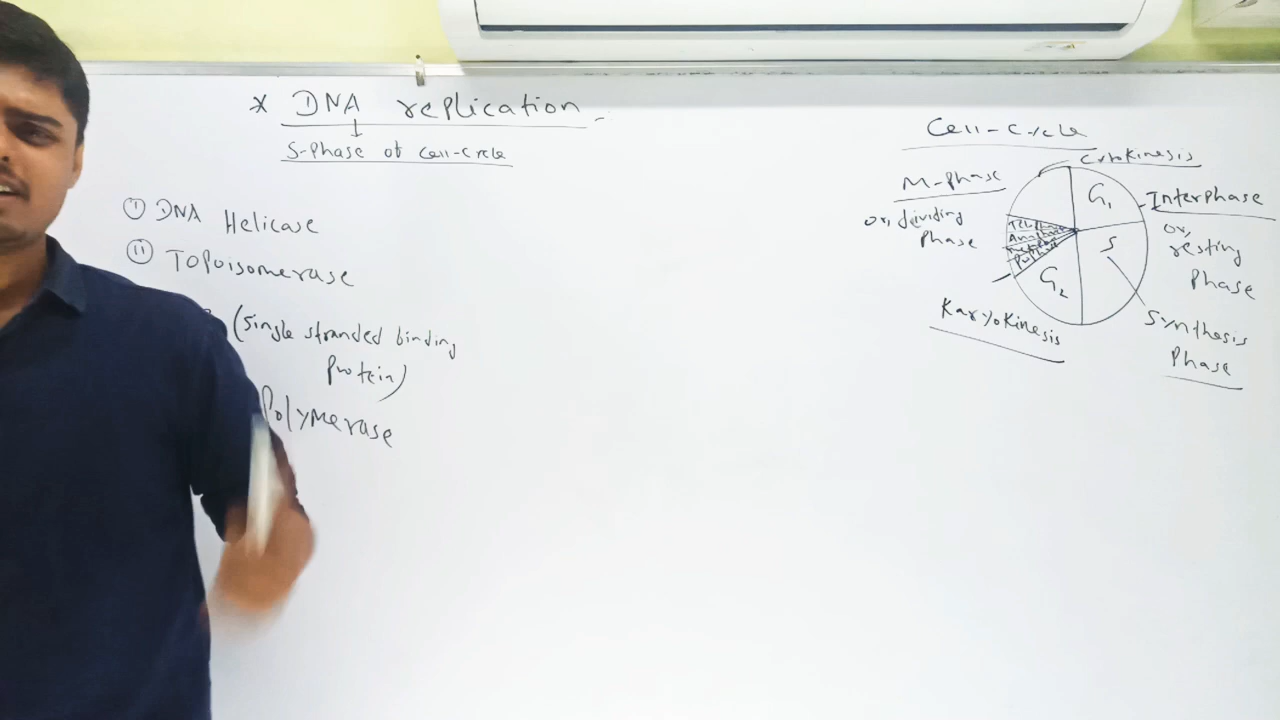 * DNA replication
S-Phase of Cell-Cycle
(i) DNA Helicase
(ii) Topoisomerase
(Single stranded binding
Protein)
Polymerase
Cell-Cycle
Cytokinesis
M-Phase
or, dividing
Phase
G1
Interphase
or,
resting
Phase
S
G2
Karyokinesis
Synthesis
Phase